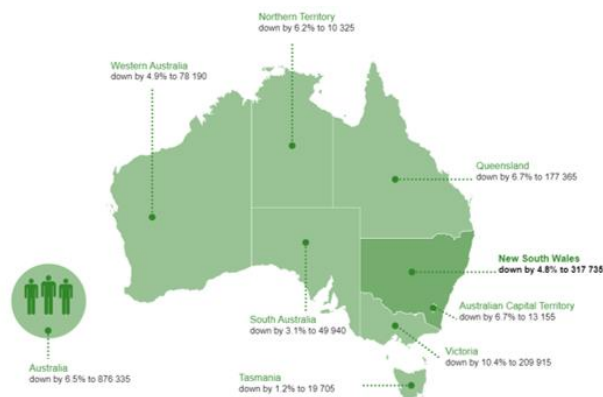 Northern Territory
down by 6.2% to 10 325
Western Australia
down by 4.9% to 78 190
Queensland
down by 6.7% to 177 365
New South Wales
down by 4.8% to 317 735
Australian Capital Territory
down by 6.7% to 13 155
South Australia
down by 3.1% to 49 940
Victoria
down by 10.4% to 209 915
Australia
down by 6.5% to 876 335
Tasmania
down by 1.2% to 19 705